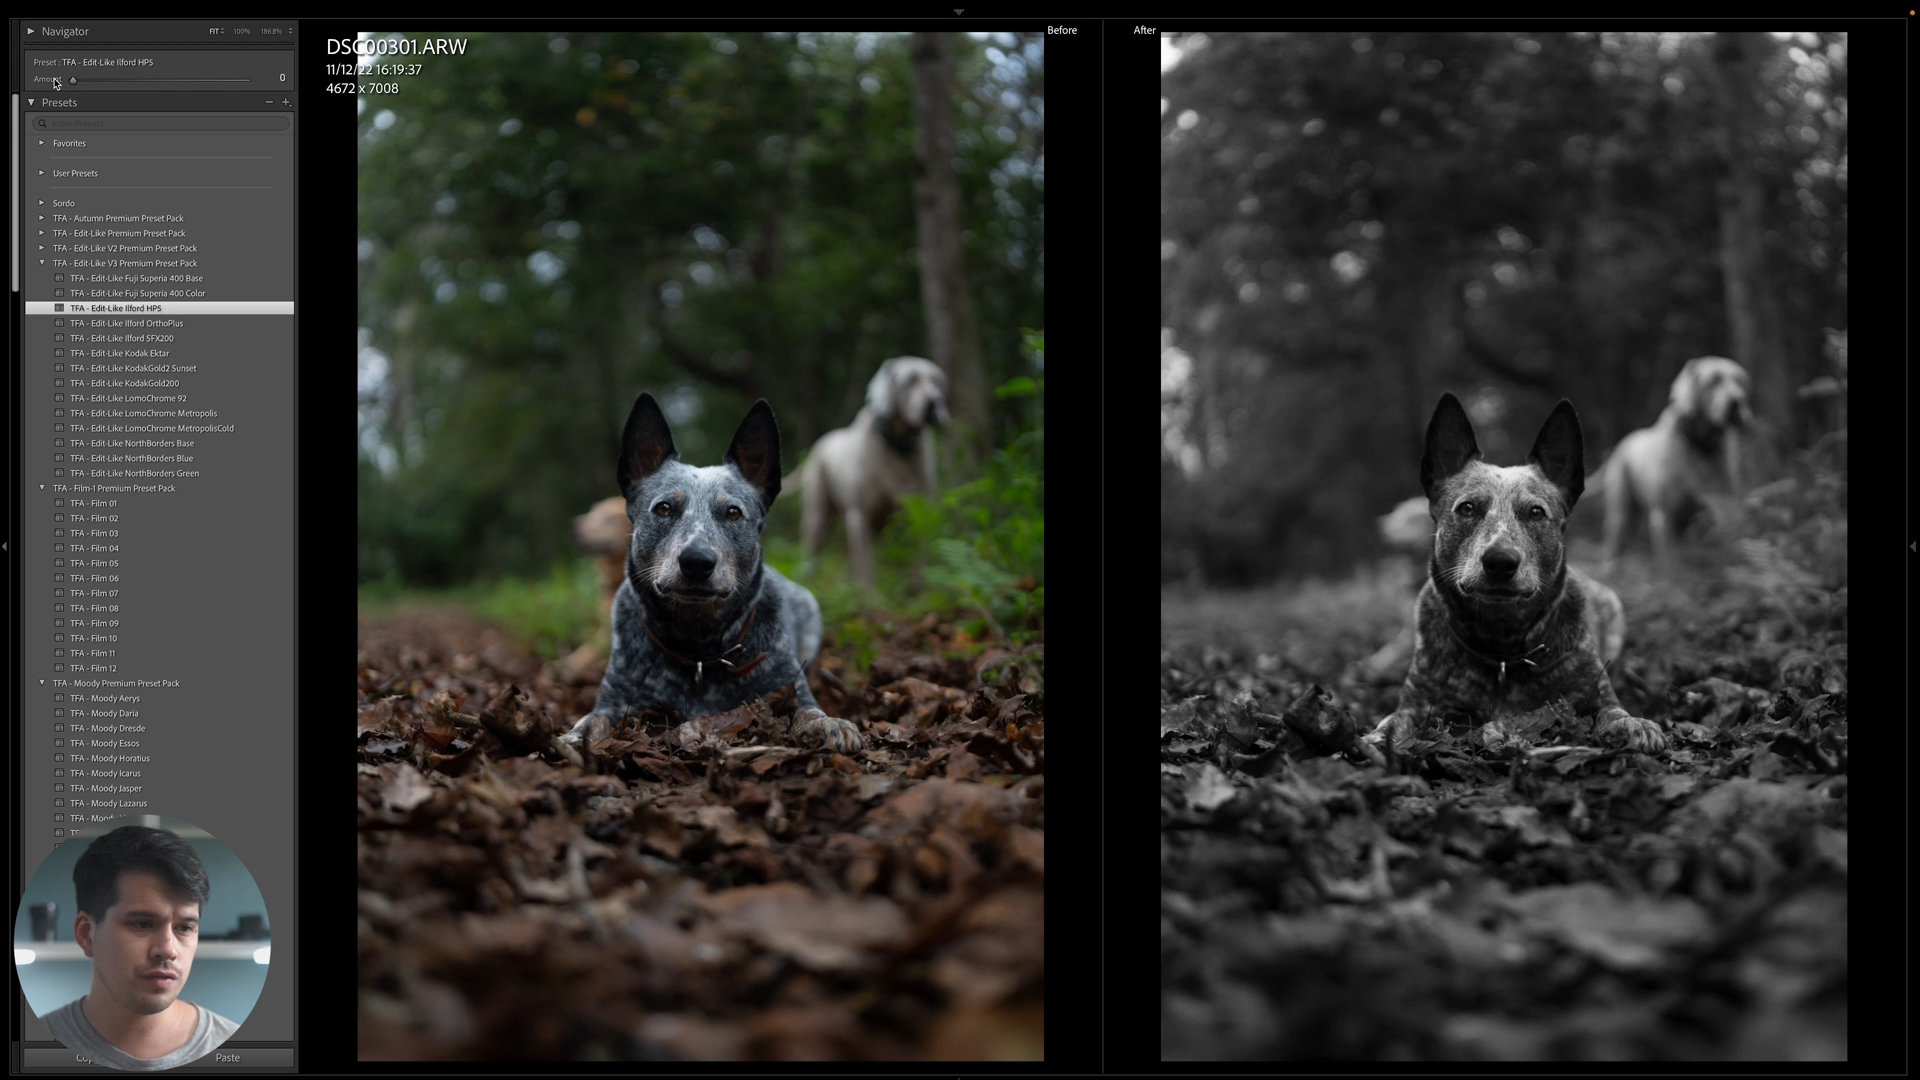 Navigator
FIT
100%
186.8%
Preset : TFA - Edit-Like Ilford HP5
Amount
0
Presets
Filter Presets
Favorites
User Presets
Sordo
TFA - Autumn Premium Preset Pack
TFA - Edit-Like Premium Preset Pack
TFA - Edit-Like V2 Premium Preset Pack
TFA - Edit-Like V3 Premium Preset Pack
TFA - Edit-Like Fuji Superia 400 Base
TFA - Edit-Like Fuji Superia 400 Color
TFA - Edit-Like Ilford HP5
TFA - Edit-Like Ilford OrthoPlus
TFA - Edit-Like Ilford SFX200
TFA - Edit-Like Kodak Ektar
TFA - Edit-Like KodakGold2 Sunset
TFA - Edit-Like KodakGold200
TFA - Edit-Like LomoChrome 92
TFA - Edit-Like LomoChrome Metropolis
TFA - Edit-Like LomoChrome MetropolisCold
TFA - Edit-Like NorthBorders Base
TFA - Edit-Like NorthBorders Blue
TFA - Edit-Like NorthBorders Green
TFA - Film-1 Premium Preset Pack
TFA - Film 01
TFA - Film 02
TFA - Film 03
TFA - Film 04
TFA - Film 05
TFA - Film 06
TFA - Film 07
TFA - Film 08
TFA - Film 09
TFA - Film 10
TFA - Film 11
TFA - Film 12
TFA - Moody Premium Preset Pack
TFA - Moody Aerys
TFA - Moody Daria
TFA - Moody Dresde
TFA - Moody Essos
TFA - Moody Horatius
TFA - Moody Icarus
TFA - Moody Jasper
TFA - Moody Lazarus
TFA - Moody
Paste
DSC00301.ARW
11/12/22 16:19:37
4672 x 7008
Before
After